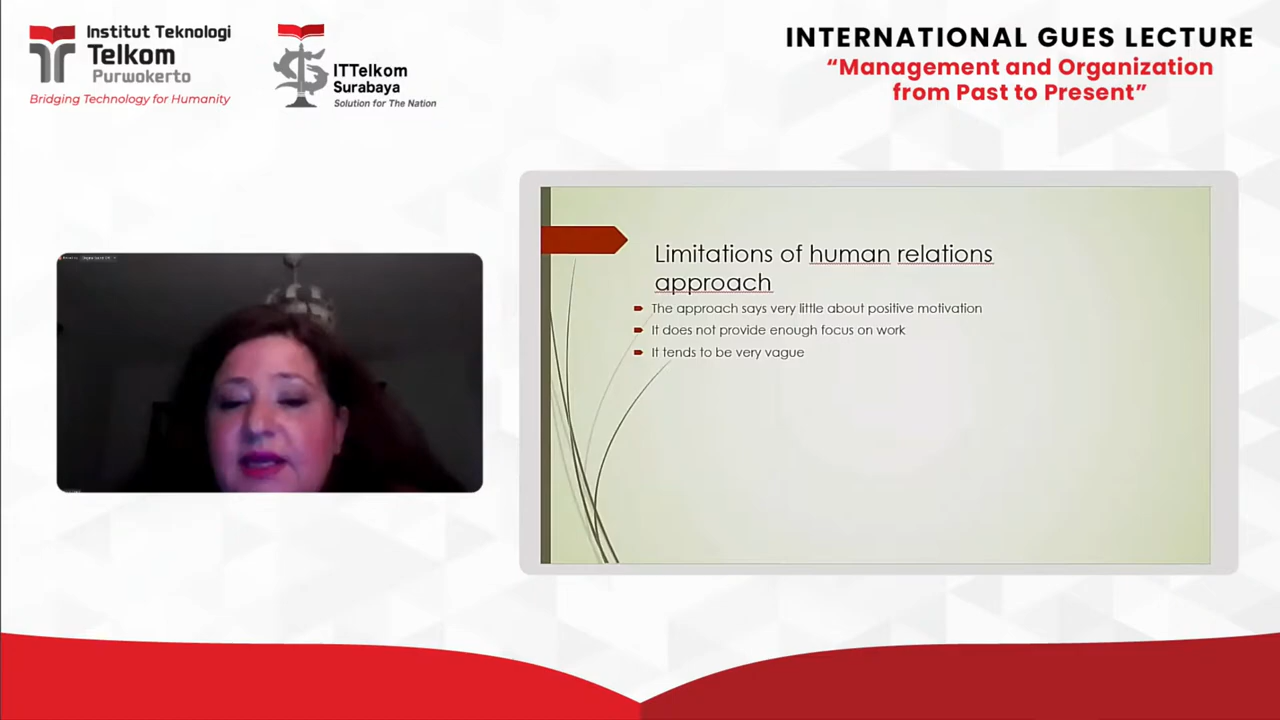 Institut Teknologi
Telkom
Purwokerto
Bridging Technology for Humanity
ITTelkom
Surabaya
Solution for The Nation
INTERNATIONAL GUES LECTURE
“Management and Organization
from Past to Present”
Limitations of human relations
approach
The approach says very little about positive motivation
It does not provide enough focus on work
It tends to be very vague